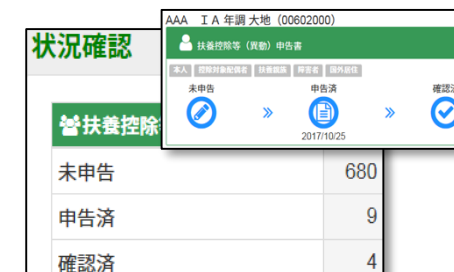 AAA ＩＡ 年調 大地（00602000）
扶養控除等（異動）申告書
本人 控除対象配偶者 扶養親族 障害者 国外居住
未申告 申告済 確認
2017/10/25
状況確認
扶養控除
未申告 680
申告済 9
確認済 4